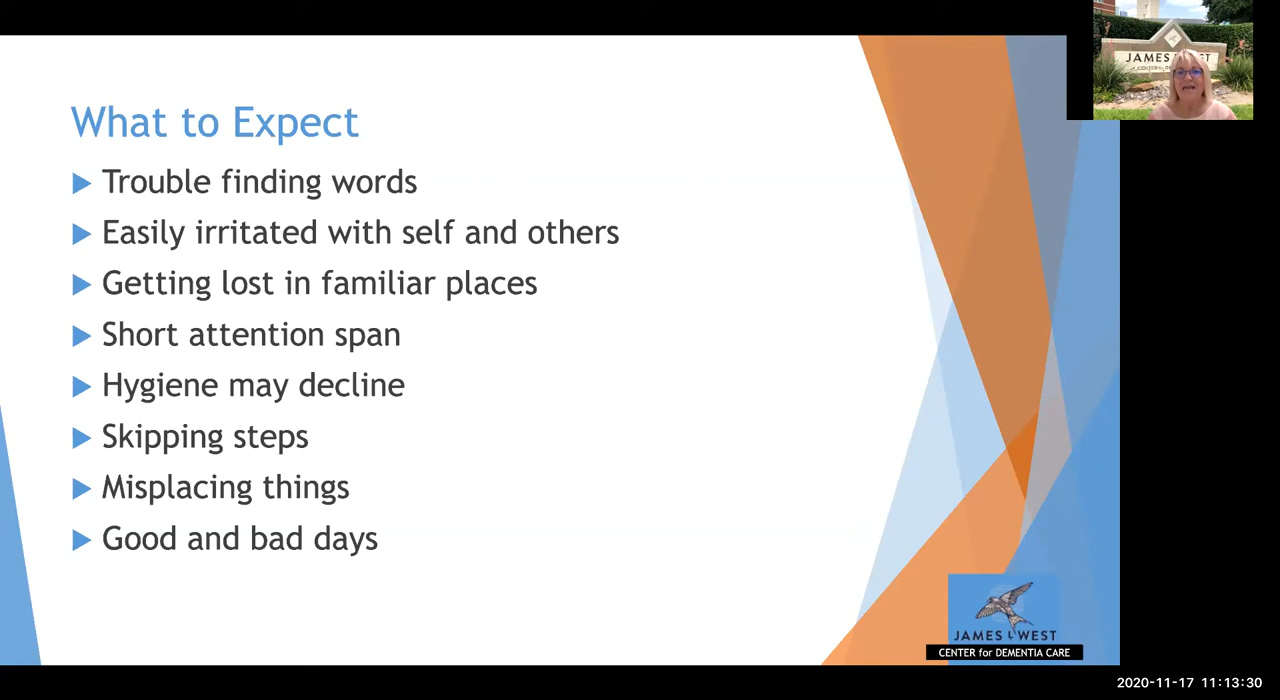 What to Expect
Trouble finding words
Easily irritated with self and others
Getting lost in familiar places
Short attention span
Hygiene may decline
Skipping steps
Misplacing things
Good and bad days
JAMES L WEST
CENTER for DEMENTIA CARE
JAMES L WEST
2020-11-17 11:13:30